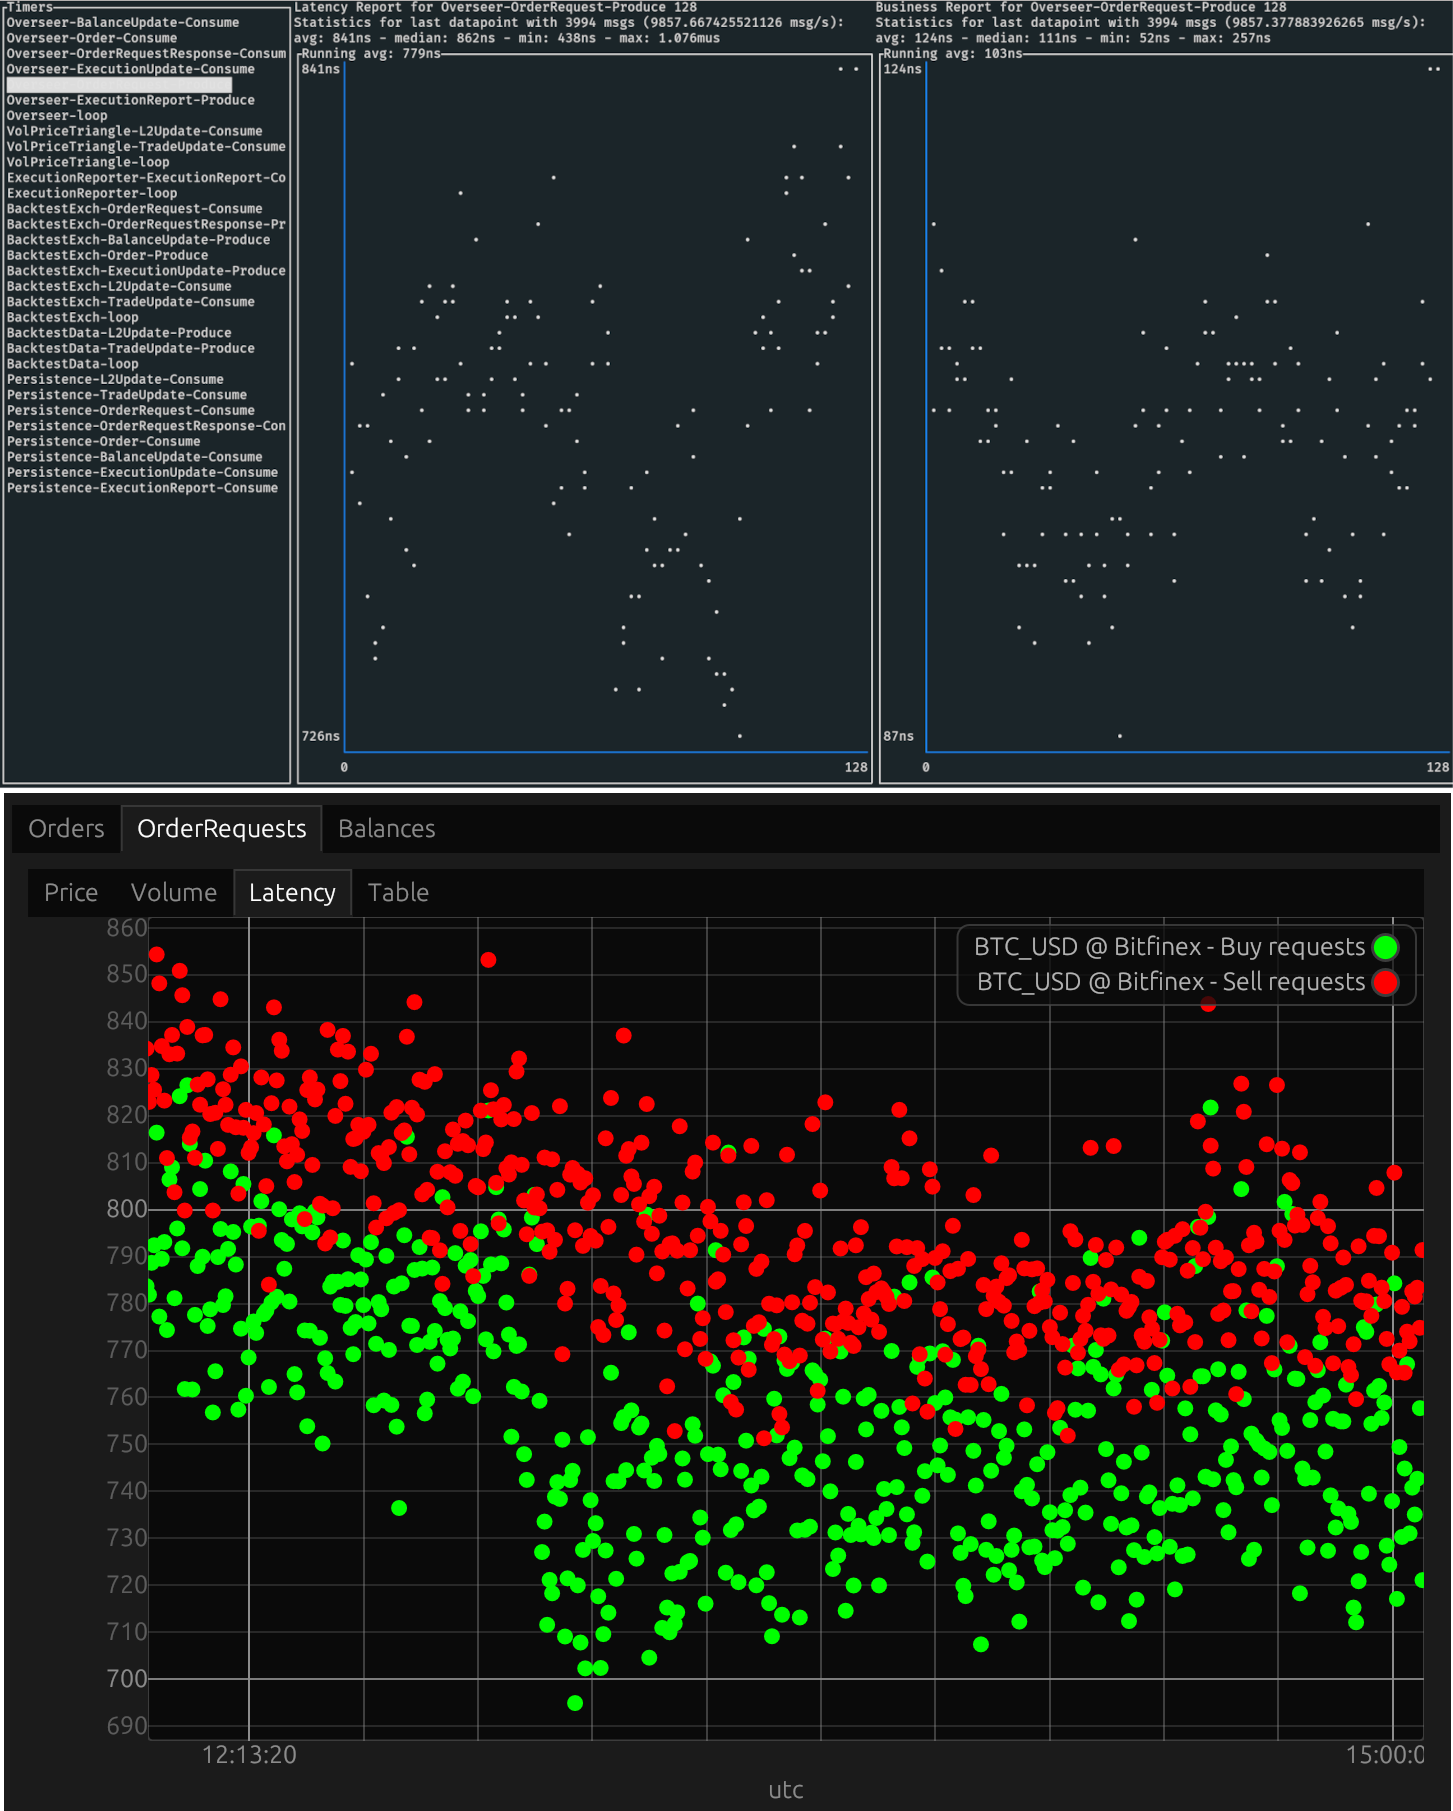 Timers
Overseer-BalanceUpdate-Consume
Overseer-Order-Consume
Overseer-OrderRequestResponse-Consum
Overseer-ExecutionUpdate-Consume
Overseer-ExecutionReport-Produce
Overseer-loop
VolPriceTriangle-L2Update-Consume
VolPriceTriangle-TradeUpdate-Consume
VolPriceTriangle-loop
ExecutionReporter-ExecutionReport-Co
ExecutionReporter-loop
BacktestExch-OrderRequest-Consume
BacktestExch-OrderRequestResponse-Pr
BacktestExch-BalanceUpdate-Produce
BacktestExch-Order-Produce
BacktestExch-ExecutionUpdate-Produce
BacktestExch-L2Update-Consume
BacktestExch-TradeUpdate-Consume
BacktestExch-loop
BacktestData-L2Update-Produce
BacktestData-TradeUpdate-Produce
BacktestData-loop
Persistence-L2Update-Consume
Persistence-TradeUpdate-Consume
Persistence-OrderRequest-Consume
Persistence-OrderRequestResponse-Con
Persistence-Order-Consume
Persistence-BalanceUpdate-Consume
Persistence-ExecutionUpdate-Consume
Persistence-ExecutionReport-Consume
Latency Report for Overseer-OrderRequest-Produce 128
Statistics for last datapoint with 3994 msgs (9857.667425521126 msg/s):
avg: 841ns - median: 862ns - min: 438ns - max: 1.076mus
Running avg: 779ns
841ns
726ns
0 128
Business Report for Overseer-OrderRequest-Produce 128
Statistics for last datapoint with 3994 msgs (9857.377883926265 msg/s):
avg: 124ns - median: 111ns - min: 52ns - max: 257ns
Running avg: 103ns
124ns
87ns
0 128
Orders OrderRequests Balances
Price Volume Latency Table
BTC_USD @ Bitfinex - Buy requests
BTC_USD @ Bitfinex - Sell requests
860
850
840
830
820
810
800
790
780
770
760
750
740
730
720
710
700
690
12:13:20 15:00:0
utc